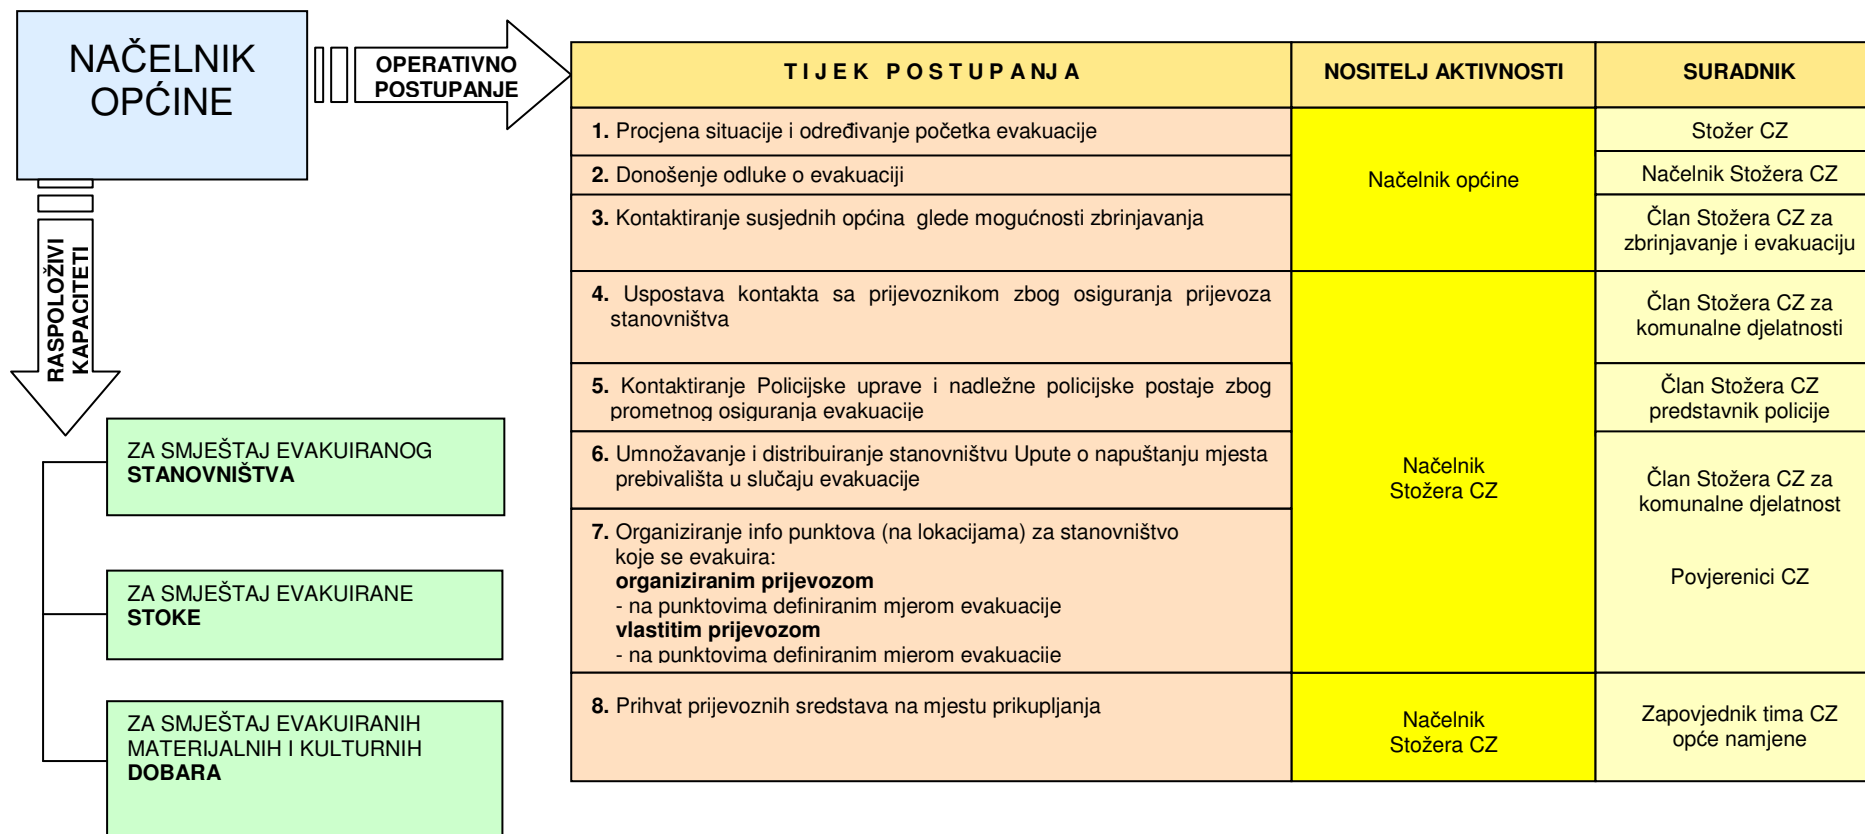 NAČELNIK
OPĆINE
OPERATIVNO
POSTUPANJE
RASPOLOŽIVI
KAPACITETI
ZA SMJEŠTAJ EVAKUIRANOG
STANOVNIŠTVA
ZA SMJEŠTAJ EVAKUIRANE
STOKE
ZA SMJEŠTAJ EVAKUIRANIH
MATERIJALNIH I KULTURNIH
DOBARA
TIJEK POSTUPANJA
NOSITELJ AKTIVNOSTI
SURADNIK
1. Procjena situacije i određivanje početka evakuacije
Načelnik općine
Stožer CZ
2. Donošenje odluke o evakuaciji
Načelnik Stožera CZ
3. Kontaktiranje susjednih općina  glede mogućnosti zbrinjavanja
Član Stožera CZ za
zbrinjavanje i evakuaciju
4. Uspostava kontakta sa prijevoznikom zbog osiguranja prijevoza
stanovništva
Načelnik
Stožera CZ
Član Stožera CZ za
komunalne djelatnosti
5. Kontaktiranje Policijske uprave i nadležne policijske postaje zbog
prometnog osiguranja evakuacije
Član Stožera CZ
predstavnik policije
6. Umnožavanje i distribuiranje stanovništvu Upute o napuštanju mjesta
prebivališta u slučaju evakuacije
Član Stožera CZ za
komunalne djelatnost
7. Organiziranje info punktova (na lokacijama) za stanovništvo
koje se evakuira:
organiziranim prijevozom
- na punktovima definiranim mjerom evakuacije
vlastitim prijevozom
- na punktovima definiranim mjerom evakuacije
Povjerenici CZ
8. Prihvat prijevoznih sredstava na mjestu prikupljanja
Načelnik
Stožera CZ
Zapovjednik tima CZ
opće namjene